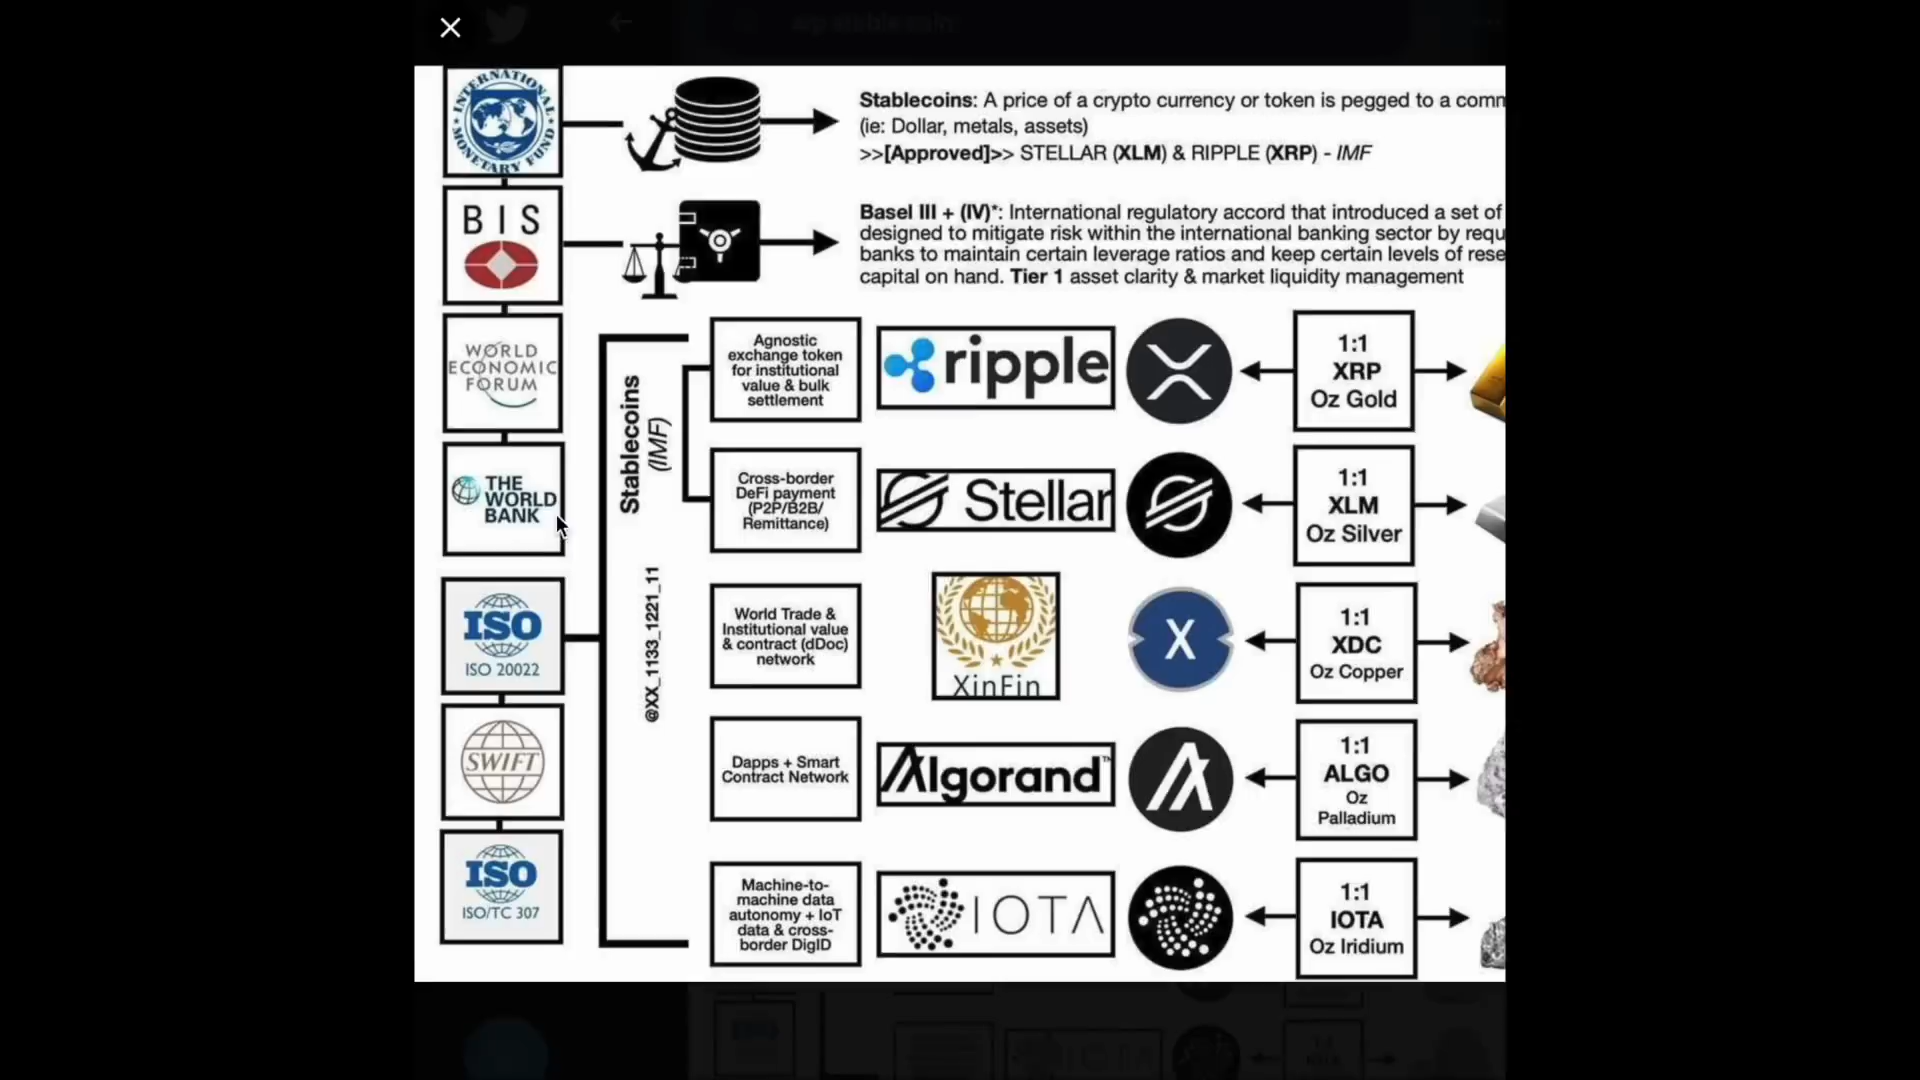 INTERNATIONAL MONETARY FUND
Stablecoins: A price of a crypto currency or token is pegged to a comm
(ie: Dollar, metals, assets)
>>[Approved]>> STELLAR (XLM) & RIPPLE (XRP) - IMF
BIS
Basel III + (IV)*: International regulatory accord that introduced a set of
designed to mitigate risk within the international banking sector by requ
banks to maintain certain leverage ratios and keep certain levels of rese
capital on hand. Tier 1 asset clarity & market liquidity management
WORLD
ECONOMIC
FORUM
THE
WORLD
BANK
ISO
ISO 20022
SWIFT
ISO
ISO/TC 307
Stablecoins
(IMF)
@XX_1133_1221_11
Agnostic
exchange token
for institutional
value & bulk
settlement
ripple
1:1
XRP
Oz Gold
Cross-border
DeFi payment
(P2P/B2B/
Remittance)
Stellar
1:1
XLM
Oz Silver
World Trade &
Institutional value
& contract (dDoc)
network
XinFin
X
1:1
XDC
Oz Copper
Dapps + Smart
Contract Network
Algorand™
1:1
ALGO
Oz
Palladium
Machine-to-
machine data
autonomy + IoT
data & cross-
border DigID
IOTA
1:1
IOTA
Oz Iridium